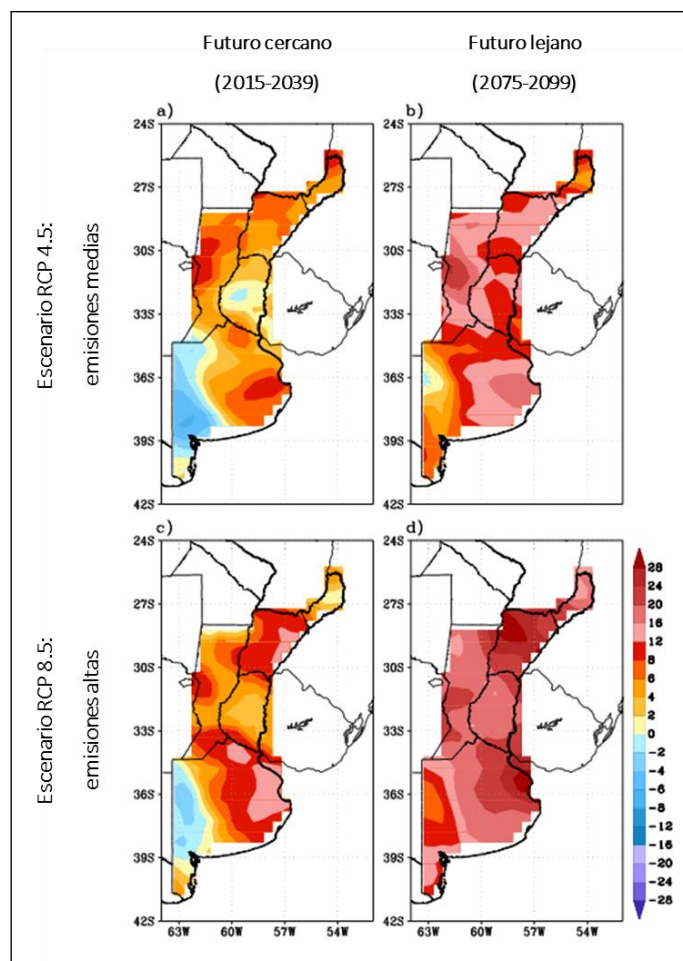 Futuro cercano
(2015-2039)
Futuro lejano
(2075-2099)
Escenario RCP 4.5:
emisiones medias
a)
24S
27S
30S
33S
36S
39S
42S
b)
24S
27S
30S
33S
36S
39S
42S
Escenario RCP 8.5:
emisiones altas
c)
24S
27S
30S
33S
36S
39S
42S
63W 60W 57W 54W
d)
24S
27S
30S
33S
36S
39S
42S
63W 60W 57W 54W
28
24
20
16
12
8
6
4
2
0
-2
-4
-6
-8
-12
-16
-20
-24
-28